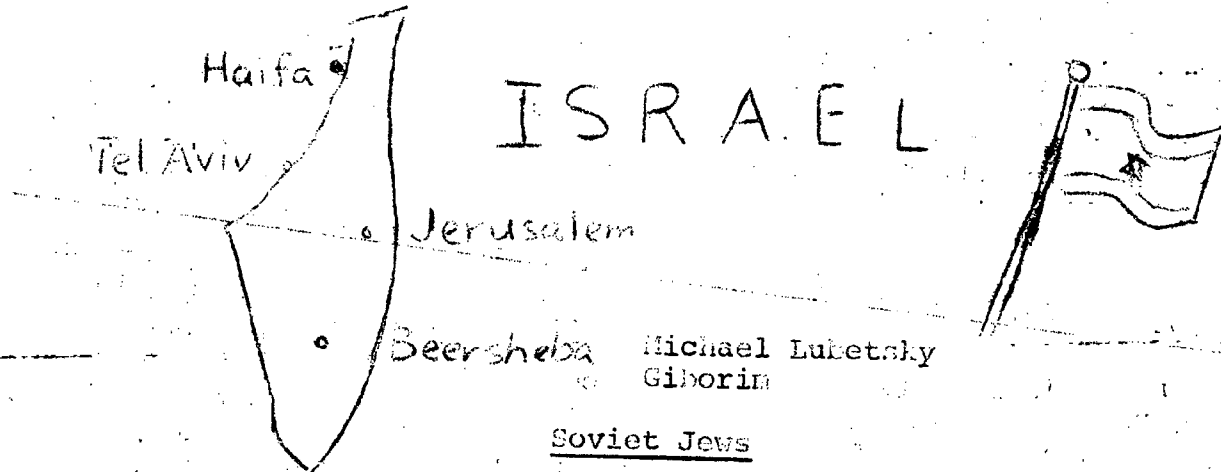 Haifa
ISRAEL
Tel Aviv
Jerusalem
Beersheba
Michael Lubetsky
Giborim
Soviet Jews